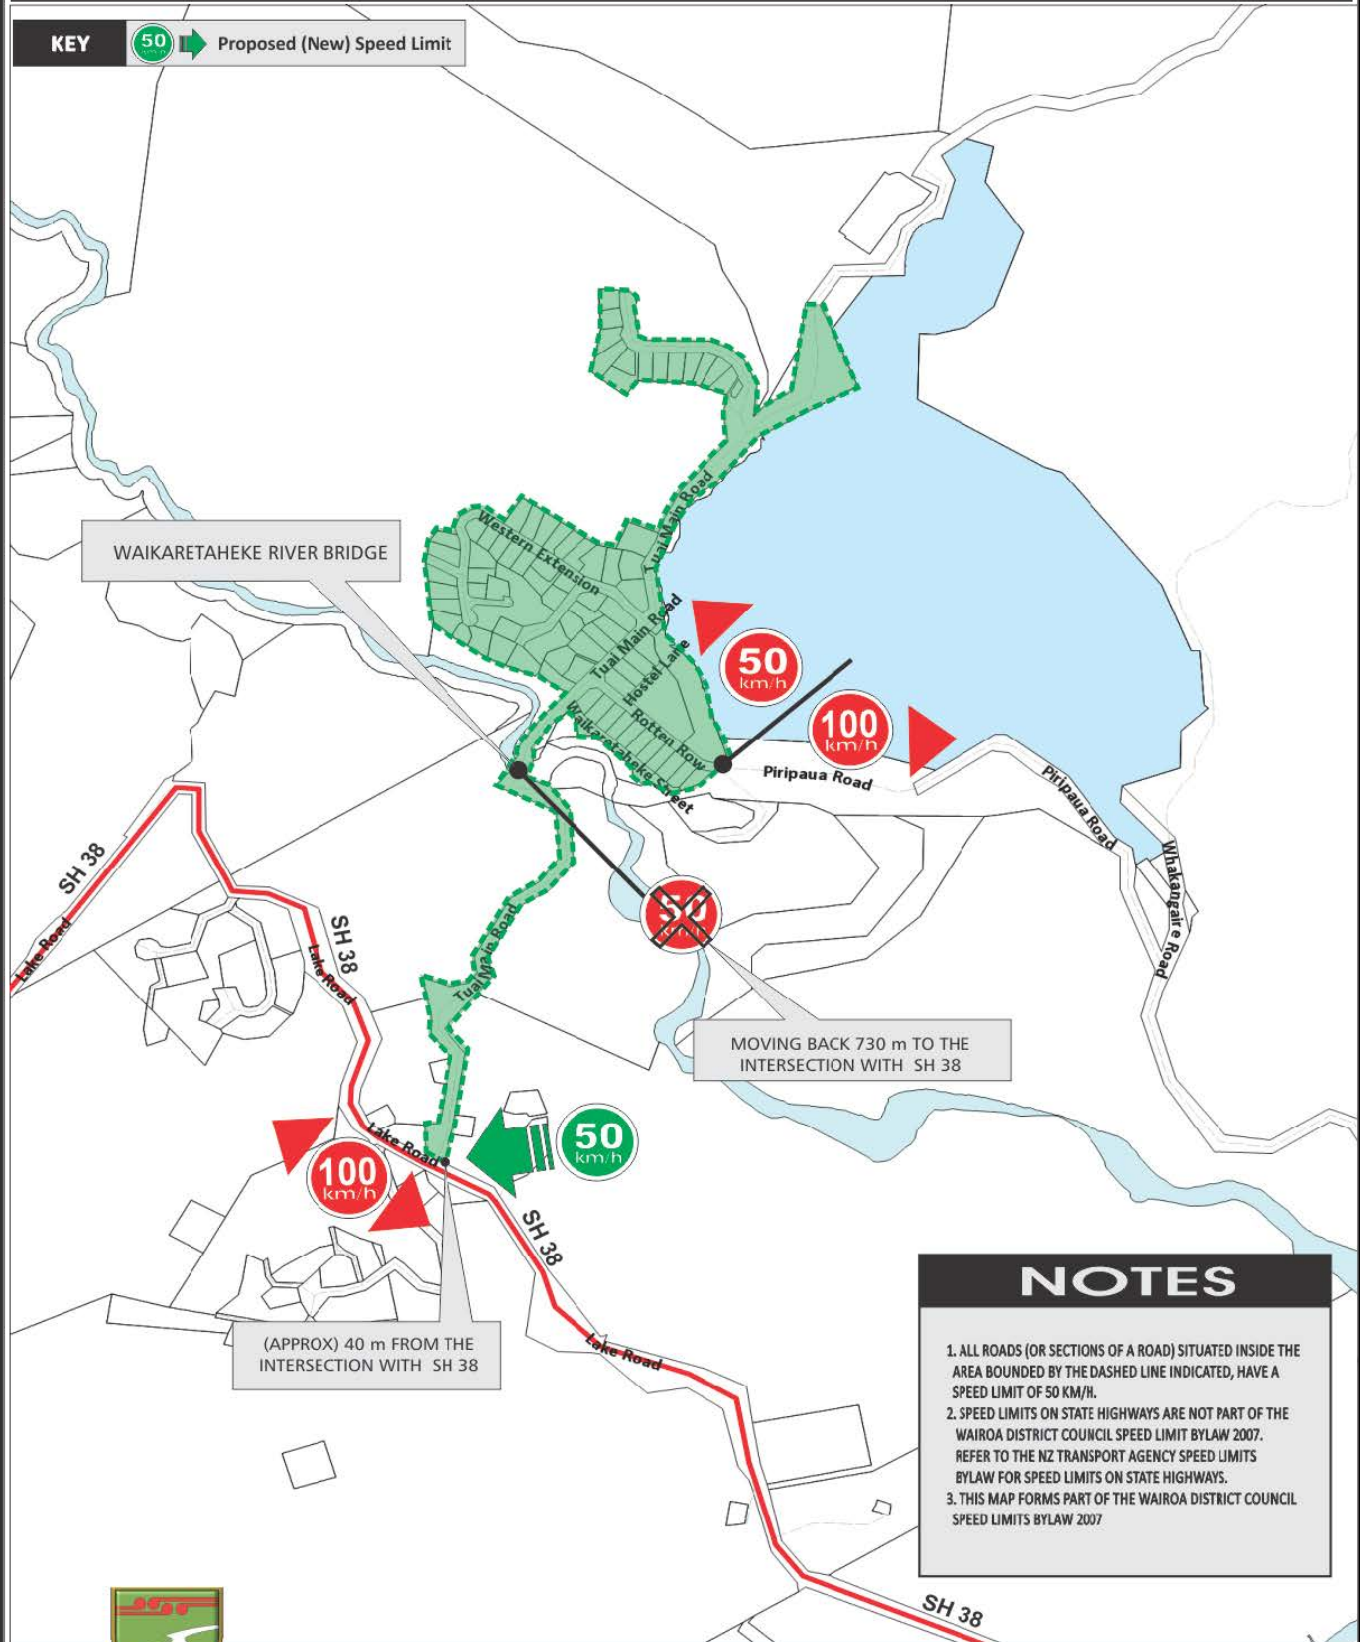 KEY
50 km/h
Proposed (New) Speed Limit
Western Extension
Tuai Main Road
WAIKARETAHEKE RIVER BRIDGE
Tuai Main Road
Hostel Lane
50
km/h
Rotten Row
Waikaretaheke Street
100
km/h
Piripaua Road
Piripaua Road
Whakangaire Road
SH 38
Lake Road
SH 38
Lake Road
50
km/h
Tuai Main Road
MOVING BACK 730 m TO THE
INTERSECTION WITH SH 38
Lake Road
50
km/h
100
km/h
SH 38
(APPROX) 40 m FROM THE
INTERSECTION WITH SH 38
Lake Road
NOTES
1. ALL ROADS (OR SECTIONS OF A ROAD) SITUATED INSIDE THE
AREA BOUNDED BY THE DASHED LINE INDICATED, HAVE A
SPEED LIMIT OF 50 KM/H.
2. SPEED LIMITS ON STATE HIGHWAYS ARE NOT PART OF THE
WAIROA DISTRICT COUNCIL SPEED LIMIT BYLAW 2007.
REFER TO THE NZ TRANSPORT AGENCY SPEED LIMITS
BYLAW FOR SPEED LIMITS ON STATE HIGHWAYS.
3. THIS MAP FORMS PART OF THE WAIROA DISTRICT COUNCIL
SPEED LIMITS BYLAW 2007
SH 38